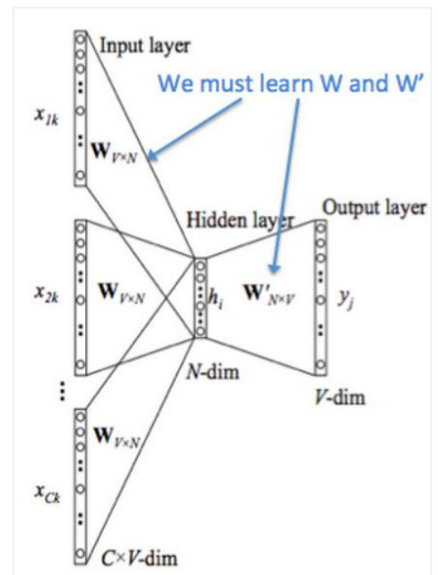 Input layer
We must learn W and W’
x1k
WV×N
Hidden layer
Output layer
x2k
WV×N
hi
W'N×V
yj
N-dim
V-dim
WV×N
xCk
C×V-dim